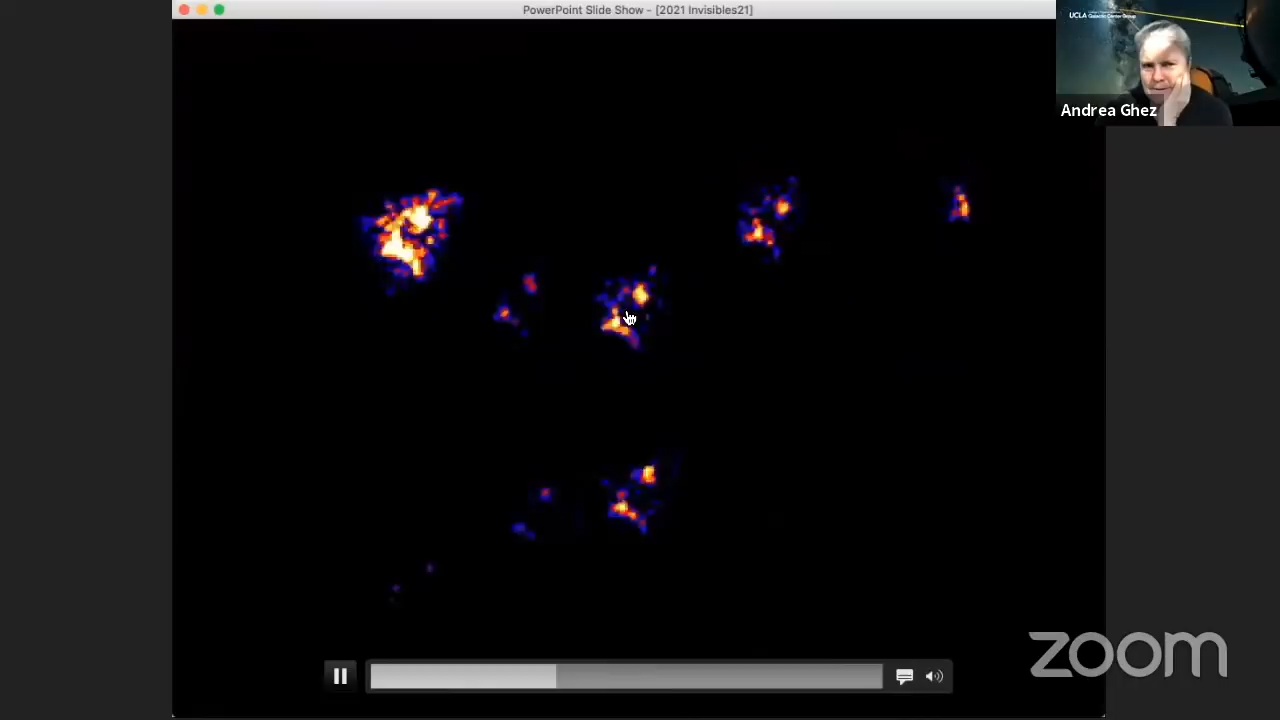 PowerPoint Slide Show - [2021 Invisibles21]
UCLA
Galactic Center Group
Andrea Ghez
zoom